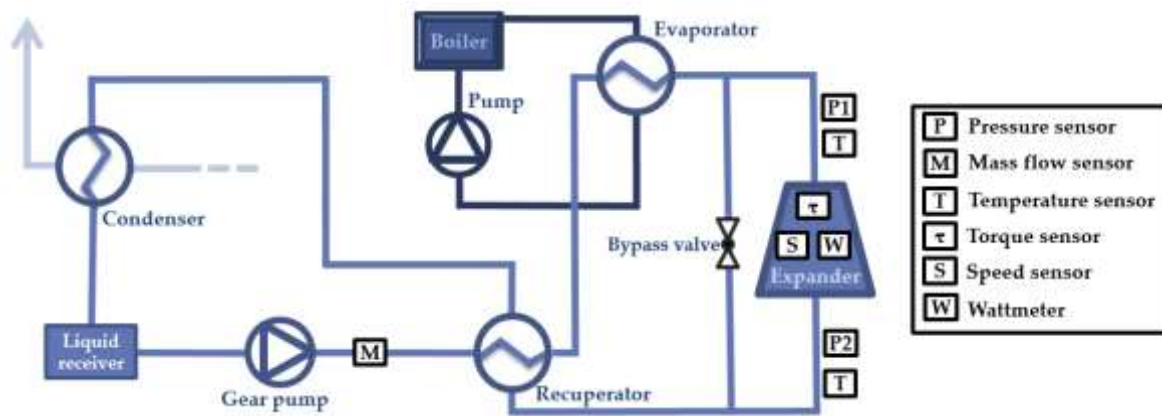 Boiler
Evaporator
Pump
P1
T
Condenser
Bypass valve
τ
S W
Expander
Liquid
receiver
M
Gear pump
Recuperator
P2
T
P Pressure sensor
M Mass flow sensor
T Temperature sensor
τ Torque sensor
S Speed sensor
W Wattmeter